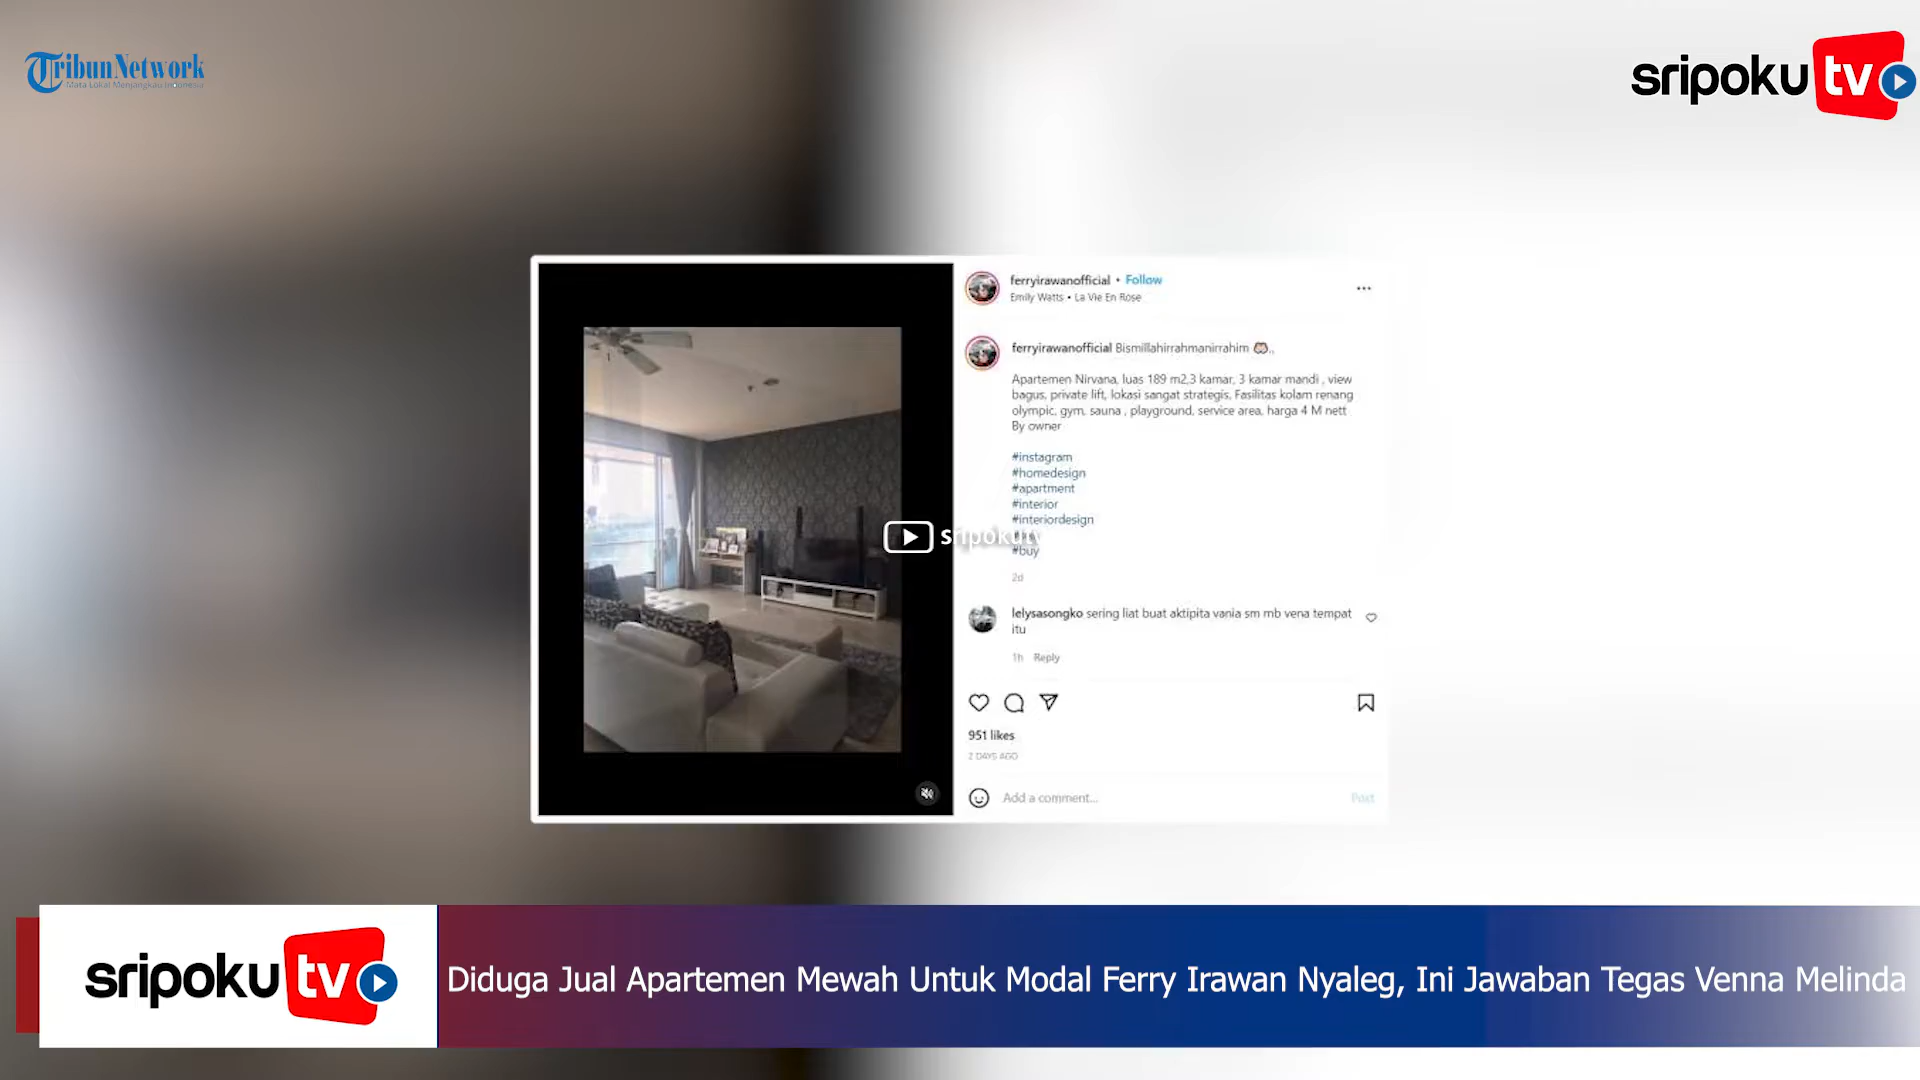 Tribun Network
Mata Lokal Menjangkau Indonesia
sripoku tv
ferryirawanofficial • Follow
Emily Watts • La Vie En Rose
ferryirawanofficial Bismillahirrahmanirrahim 🤲..
Apartemen Nirvana, luas 189 m2,3 kamar, 3 kamar mandi , view
bagus, private lift, lokasi sangat strategis, Fasilitas kolam renang
olympic, gym, sauna , playground, service area, harga 4 M nett
By owner
#instagram
#homedesign
#apartment
#interior
#interiordesign
sripokutv
#buy
2d
lelysasongko sering liat buat aktipita vania sm mb vena tempat
itu
1h Reply
951 likes
2 DAYS AGO
Add a comment...
Post
sripoku tv
Diduga Jual Apartemen Mewah Untuk Modal Ferry Irawan Nyaleg, Ini Jawaban Tegas Venna Melinda